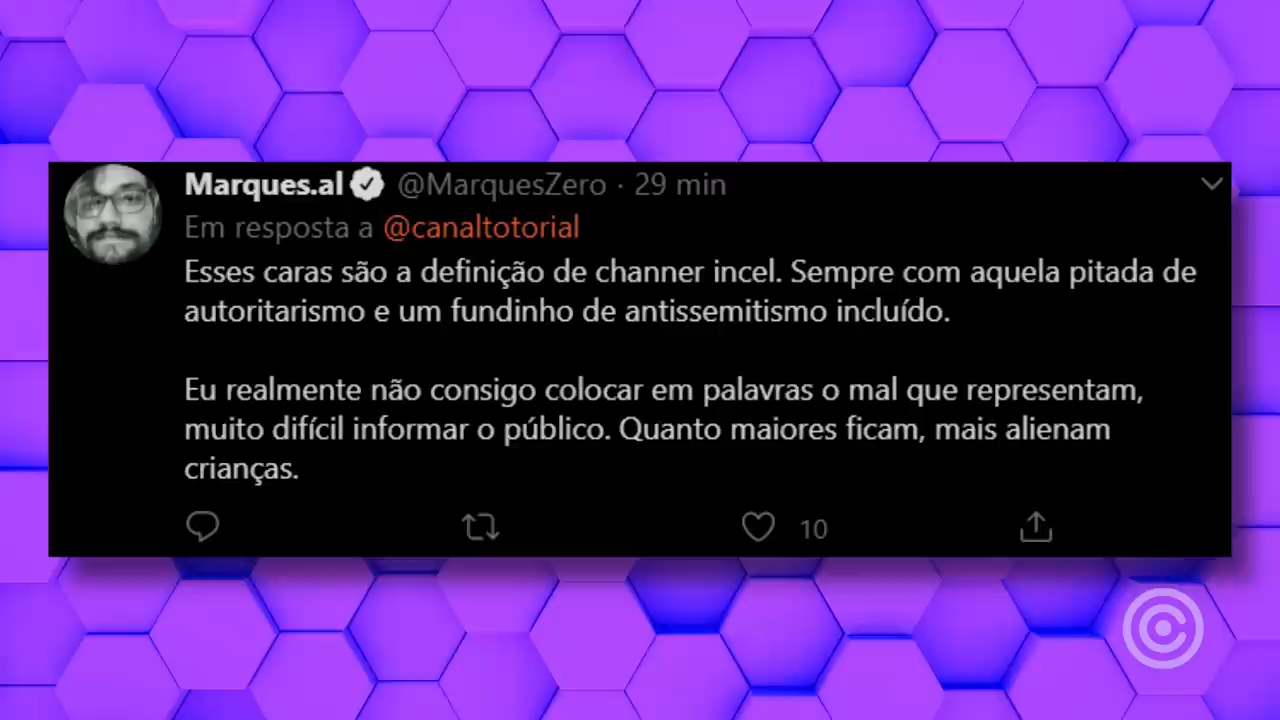 Marques.al @MarquesZero · 29 min
Em resposta a @canaltotorial
Esses caras são a definição de channer incel. Sempre com aquela pitada de
autoritarismo e um fundinho de antissemitismo incluído.
Eu realmente não consigo colocar em palavras o mal que representam,
muito difícil informar o público. Quanto maiores ficam, mais alienam
crianças.
10